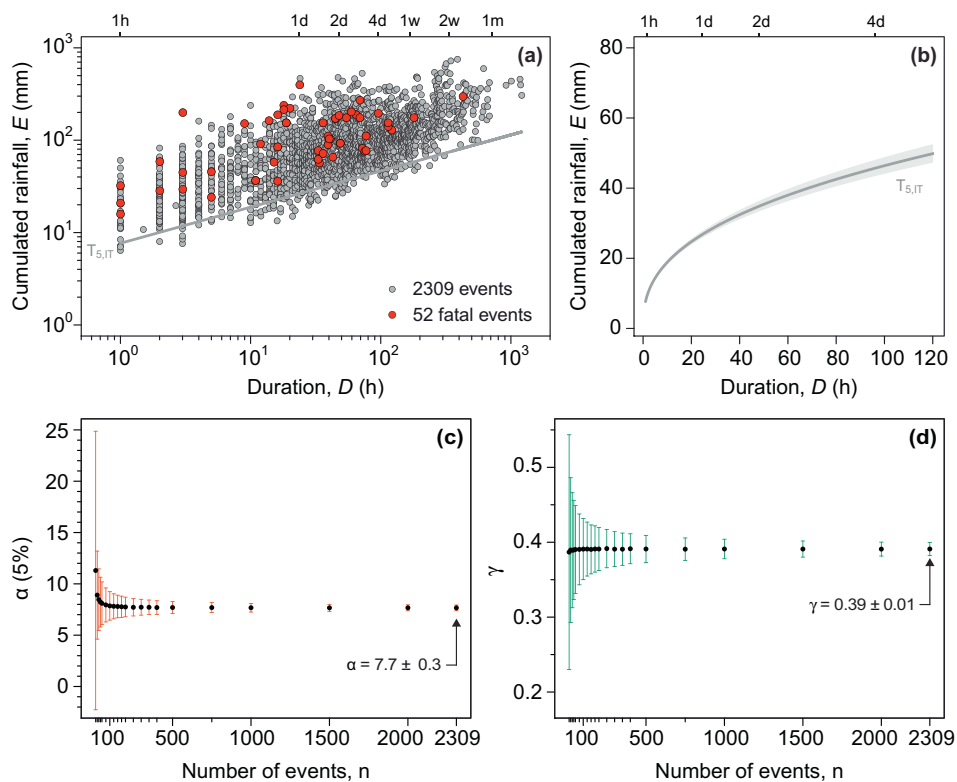 1h 1d 2d 4d 1w 2w 1m
(a)
10³
10²
10¹
10⁰
Cumulated rainfall, E (mm)
T5,IT
2309 events
52 fatal events
10⁰ 10¹ 10² 10³
Duration, D (h)
1h 1d 2d 4d
(b)
80
60
40
20
0
Cumulated rainfall, E (mm)
T5,IT
0 20 40 60 80 100 120
Duration, D (h)
(c)
25
20
15
10
5
0
α (5%)
α = 7.7 ± 0.3
100 500 1000 1500 2000 2309
Number of events, n
(d)
0.5
0.4
0.3
0.2
γ
γ = 0.39 ± 0.01
100 500 1000 1500 2000 2309
Number of events, n